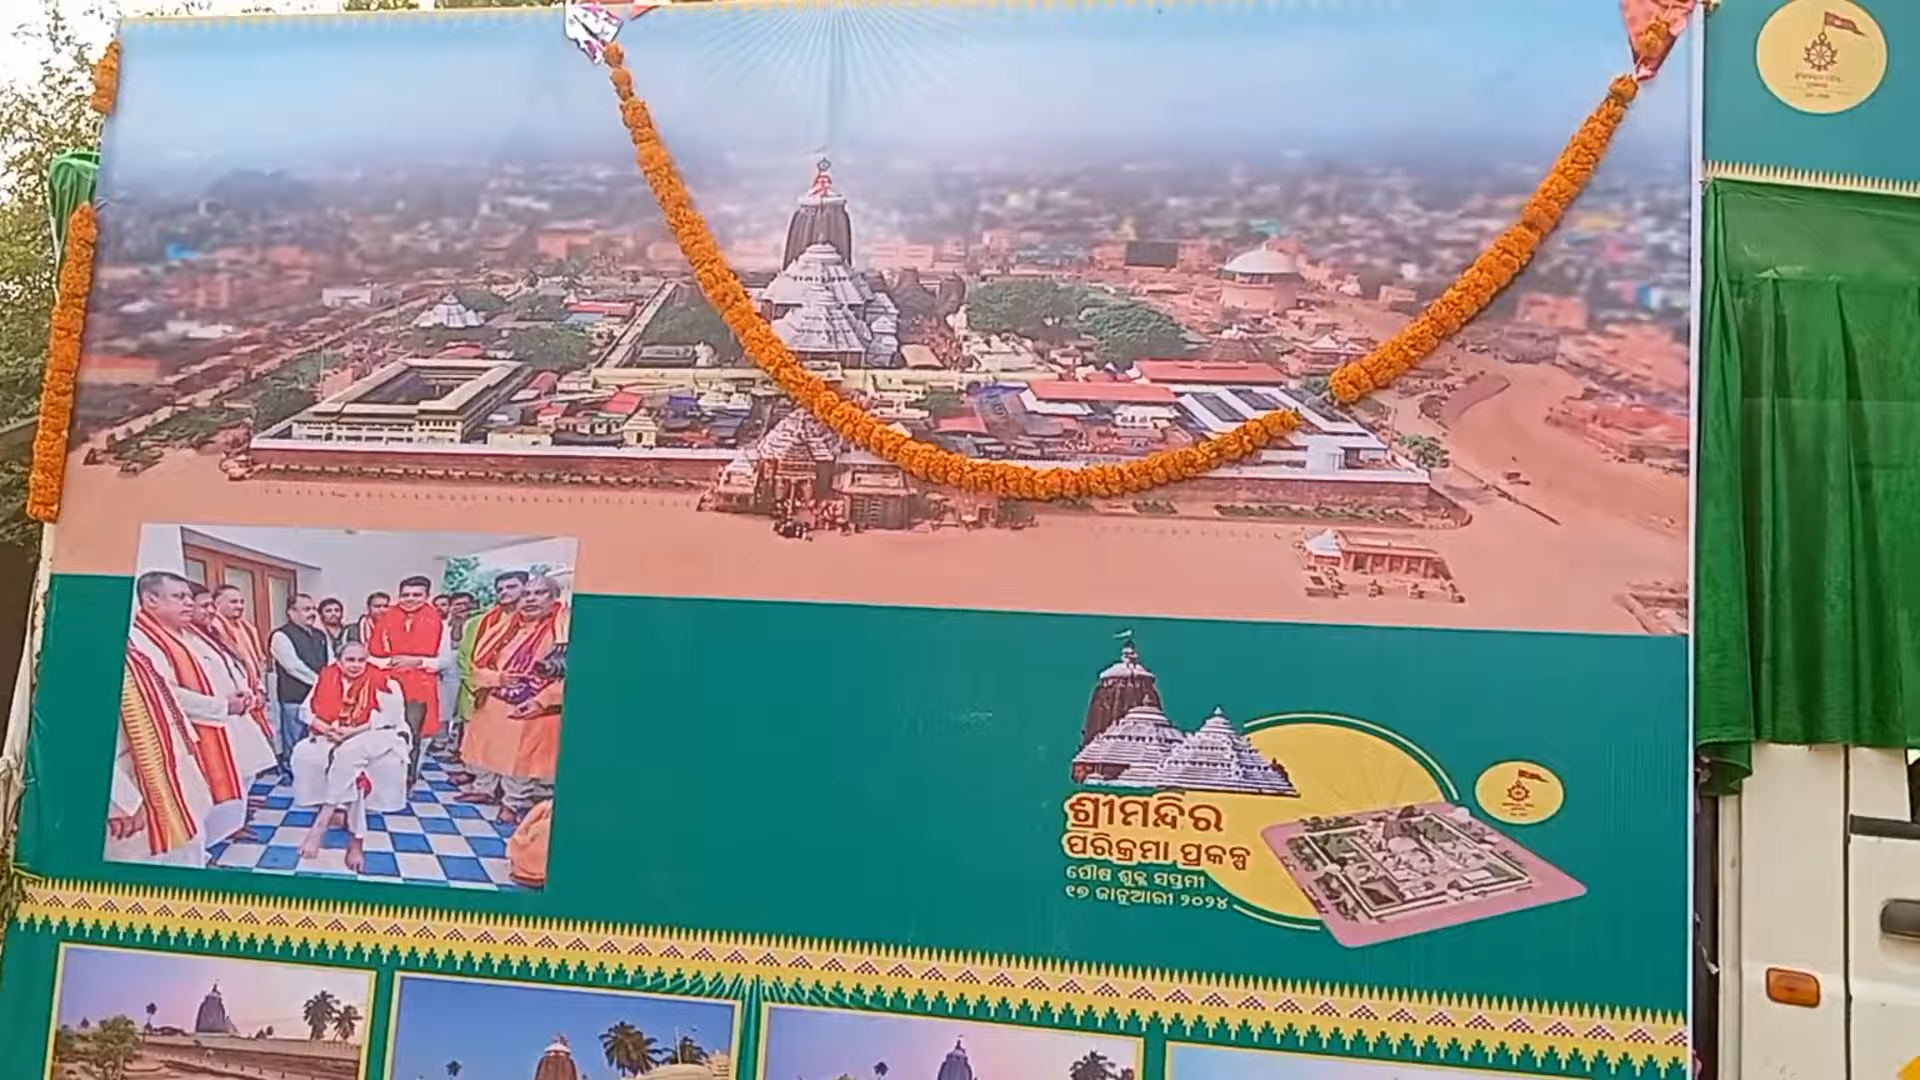 ଶ୍ରୀମନ୍ଦିର
ପରିକ୍ରମା ପ୍ରକଳ୍ପ
ପୌଷ ଶୁକ୍ଳ ସପ୍ତମୀ
୧୭ ଜାନୁଆରୀ ୨୦୨୪